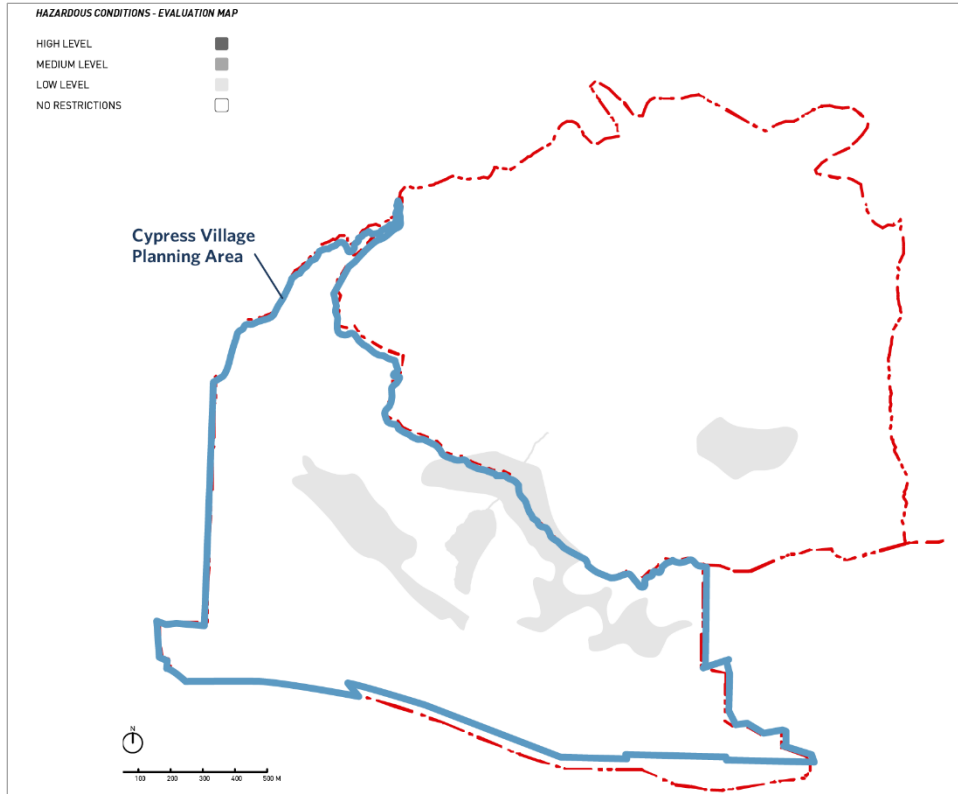 HAZARDOUS CONDITIONS - EVALUATION MAP
HIGH LEVEL
MEDIUM LEVEL
LOW LEVEL
NO RESTRICTIONS
Cypress Village
Planning Area
N
100 200 300 400 500 M